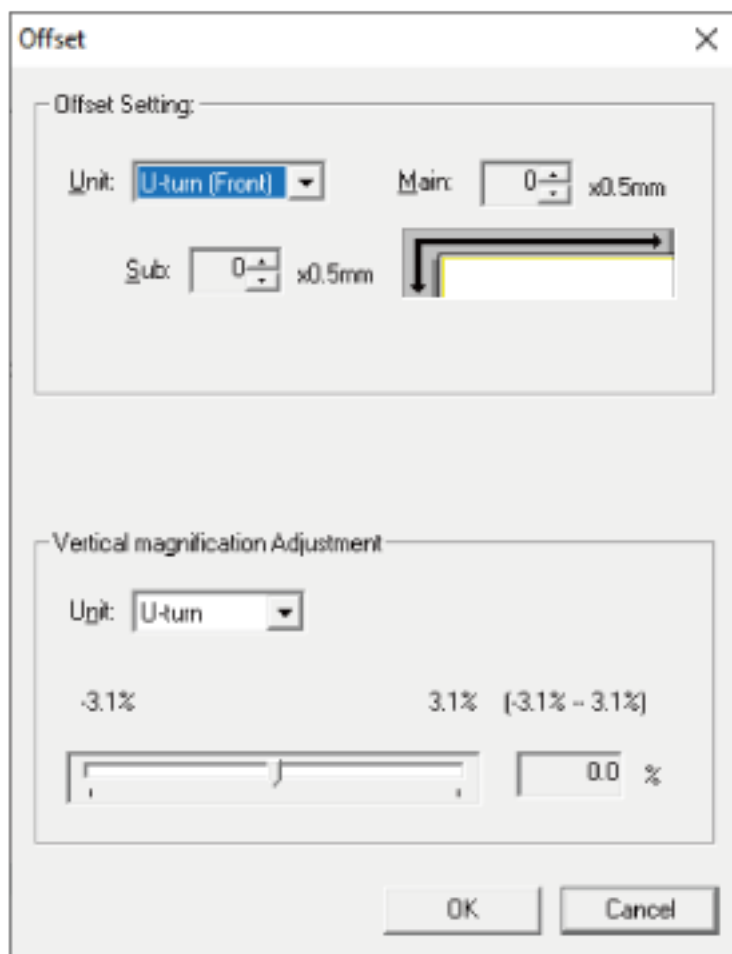 Offset
Offset Setting:
Unit: U-turn (Front) Main: 0 x0.5mm
Sub: 0 x0.5mm
Vertical magnification Adjustment
Unit: U-turn
-3.1% 3.1% (-3.1% -- 3.1%)
0.0 %
OK Cancel